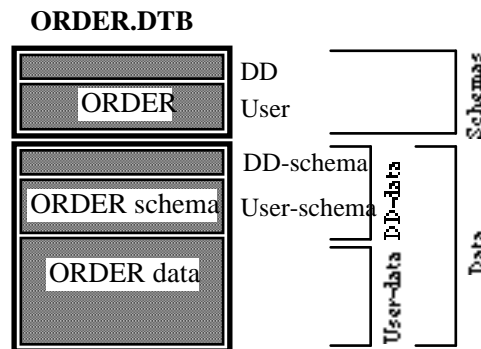 ORDER.DTB
DD
ORDER
User
Schemas
DD-schema
ORDER schema
User-schema
DD-data
ORDER data
User-data
Data